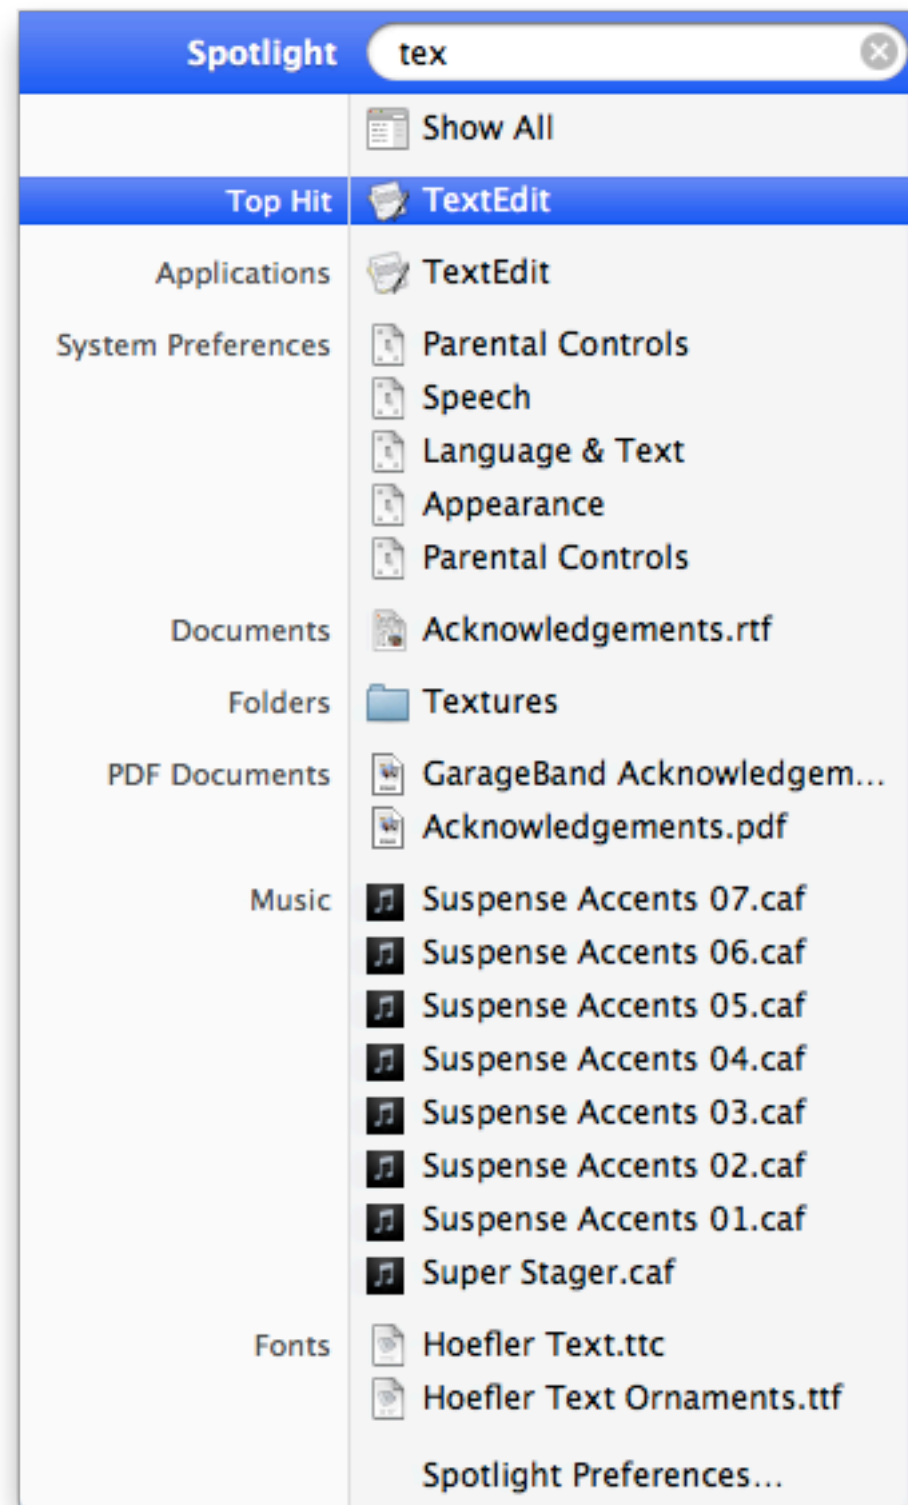 Spotlight tex
Show All
Top Hit TextEdit
Applications TextEdit
System Preferences Parental Controls
Speech
Language & Text
Appearance
Parental Controls
Documents Acknowledgements.rtf
Folders Textures
PDF Documents GarageBand Acknowledgem...
Acknowledgements.pdf
Music Suspense Accents 07.caf
Suspense Accents 06.caf
Suspense Accents 05.caf
Suspense Accents 04.caf
Suspense Accents 03.caf
Suspense Accents 02.caf
Suspense Accents 01.caf
Super Stager.caf
Fonts Hoefler Text.ttc
Hoefler Text Ornaments.ttf
Spotlight Preferences...